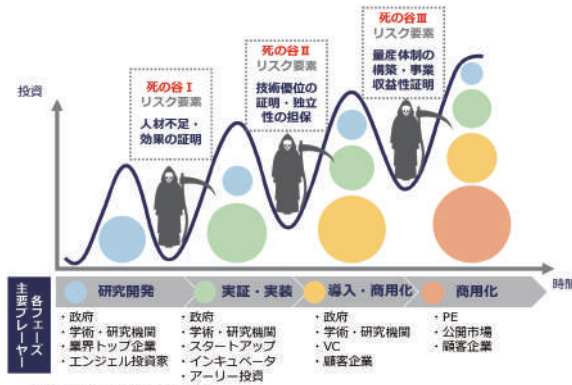 死の谷Ⅲ
リスク要素
量産体制の
構築・事業
収益性証明
死の谷Ⅱ
リスク要素
技術優位の
証明・独立
性の担保
死の谷Ⅰ
リスク要素
人材不足・
効果の証明
投資
時間
各フェーズ
主要プレーヤー
研究開発
実証・実装
導入・商用化
商用化
・政府
・学術・研究機関
・業界トップ企業
・エンジェル投資家
・政府
・学術・研究機関
・スタートアップ
・インキュベータ
・アーリー投資
・政府
・学術・研究機関
・VC
・顧客企業
・PE
・公開市場
・顧客企業